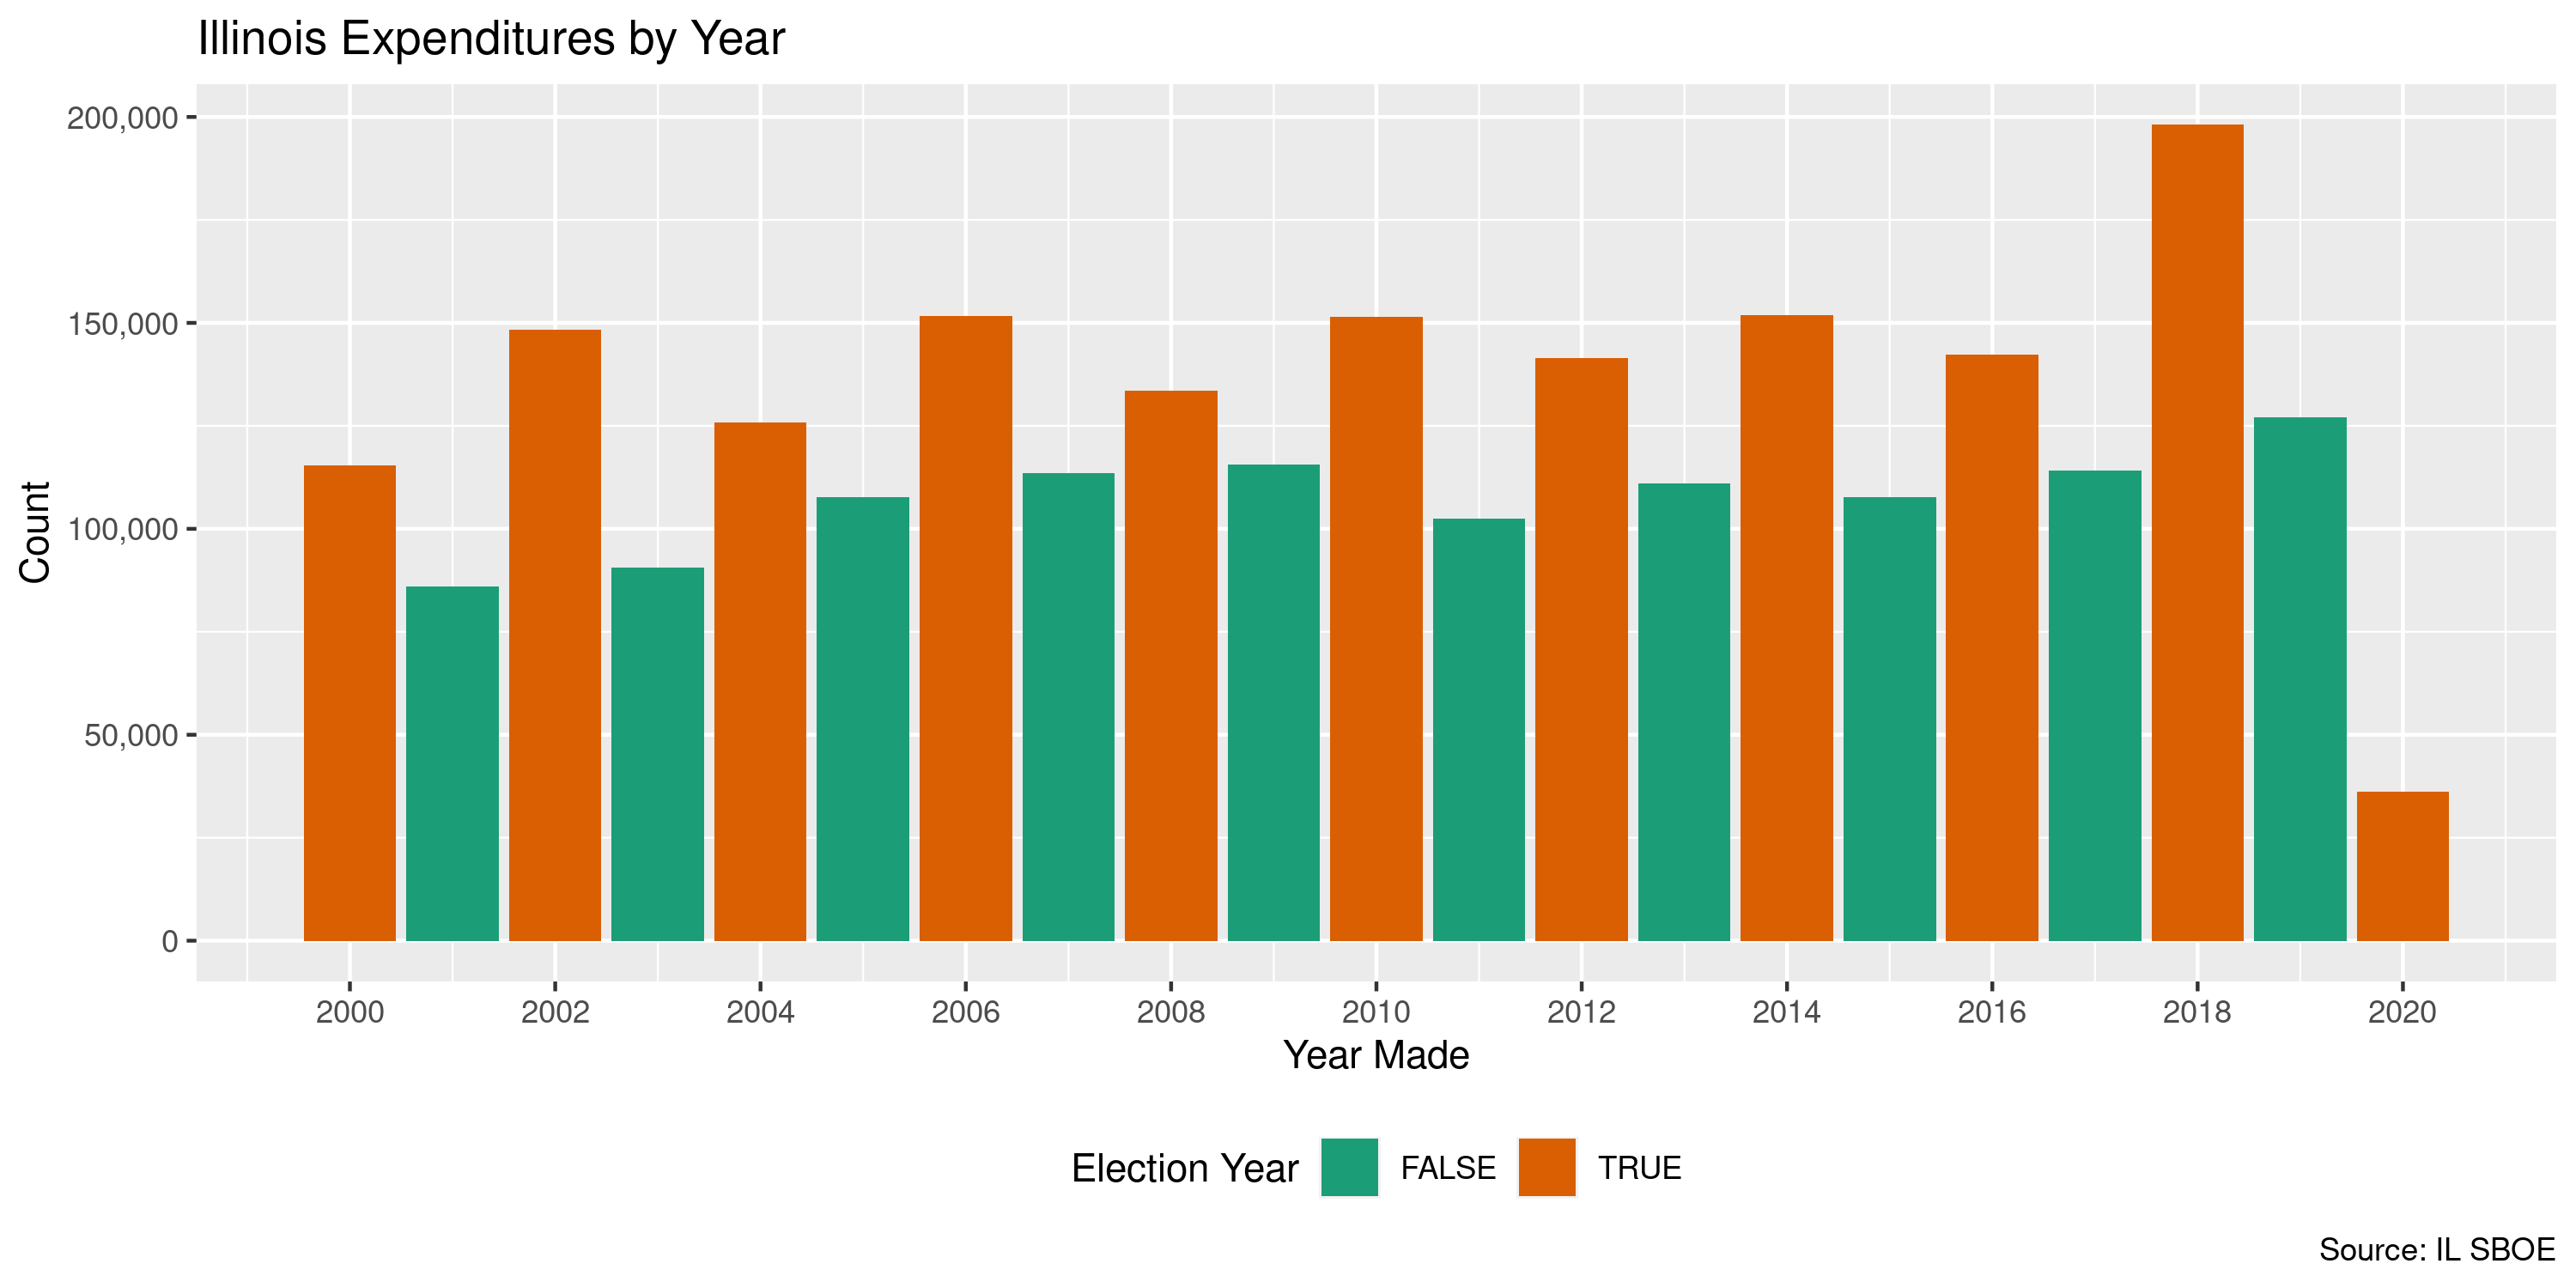 Illinois Expenditures by Year
Count
200,000
150,000
100,000
50,000
0
2000 2002 2004 2006 2008 2010 2012 2014 2016 2018 2020
Year Made
Election Year FALSE TRUE
Source: IL SBOE